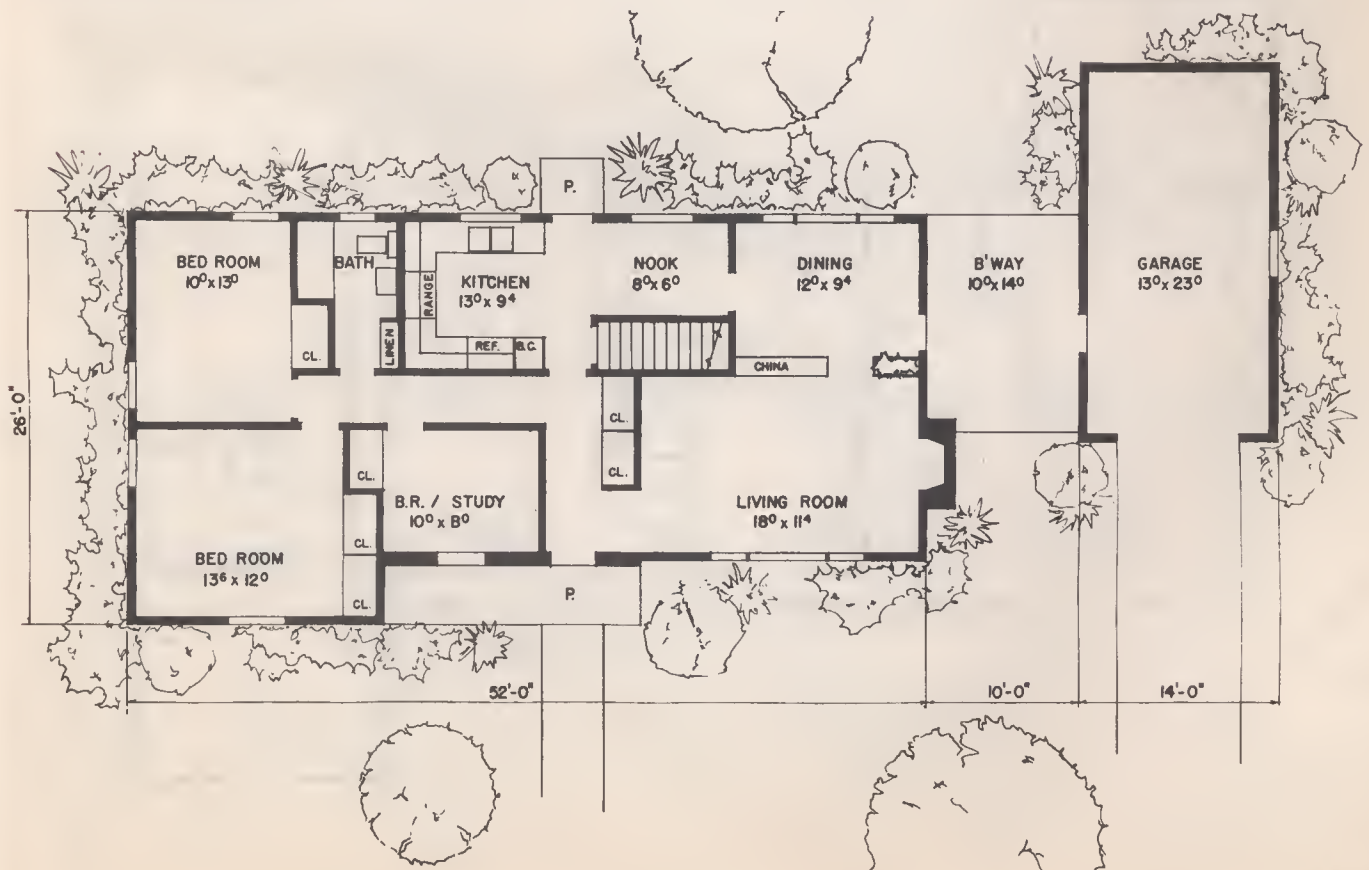 P.
BED ROOM
10⁰ x 13⁰
BATH
KITCHEN
13⁰ x 9⁴
RANGE
NOOK
8⁰ x 6⁰
DINING
12⁰ x 9⁴
B'WAY
10⁰ x 14⁰
GARAGE
13⁰ x 23⁰
CL.
LINEN
REF.
B.C.
CHINA
26'-0"
CL.
CL.
CL.
B.R. / STUDY
10⁰ x 8⁰
LIVING ROOM
18⁰ x 11⁴
BED ROOM
13⁶ x 12⁰
CL.
CL.
P.
52'-0"
10'-0"
14'-0"